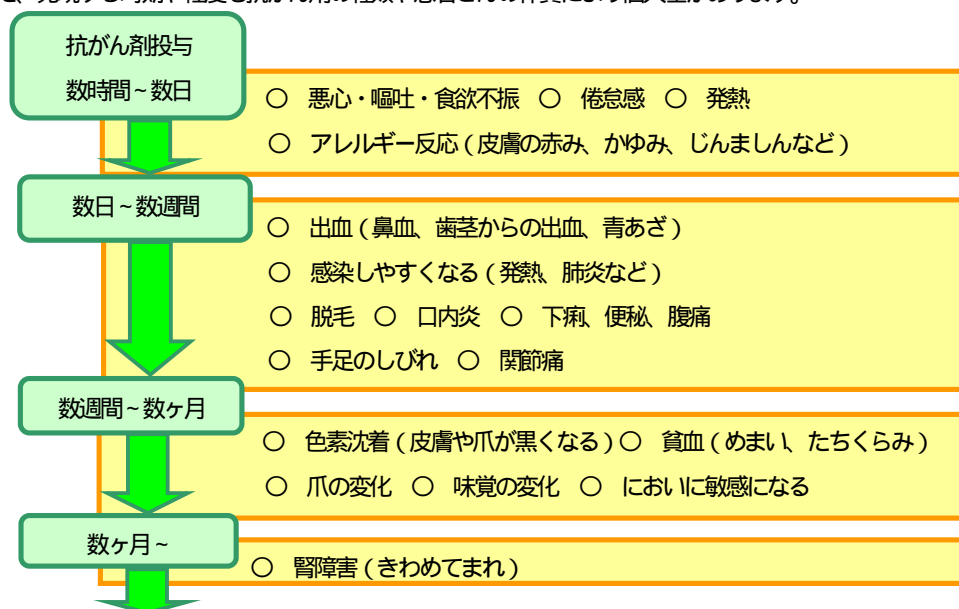 抗がん剤投与
数時間~数日
○ 悪心・嘔吐・食欲不振 ○ 倦怠感 ○ 発熱
○ アレルギー反応(皮膚の赤み、かゆみ、じんましんなど)
数日~数週間
○ 出血(鼻血、歯茎からの出血、青あざ)
○ 感染しやすくなる(発熱、肺炎など)
○ 脱毛 ○ 口内炎 ○ 下痢、便秘、腹痛
○ 手足のしびれ ○ 関節痛
数週間~数ヶ月
○ 色素沈着(皮膚や爪が黒くなる)○ 貧血(めまい、たちくらみ)
○ 爪の変化 ○ 味覚の変化 ○ においに敏感になる
数ヶ月~
○ 腎障害(きわめてまれ)